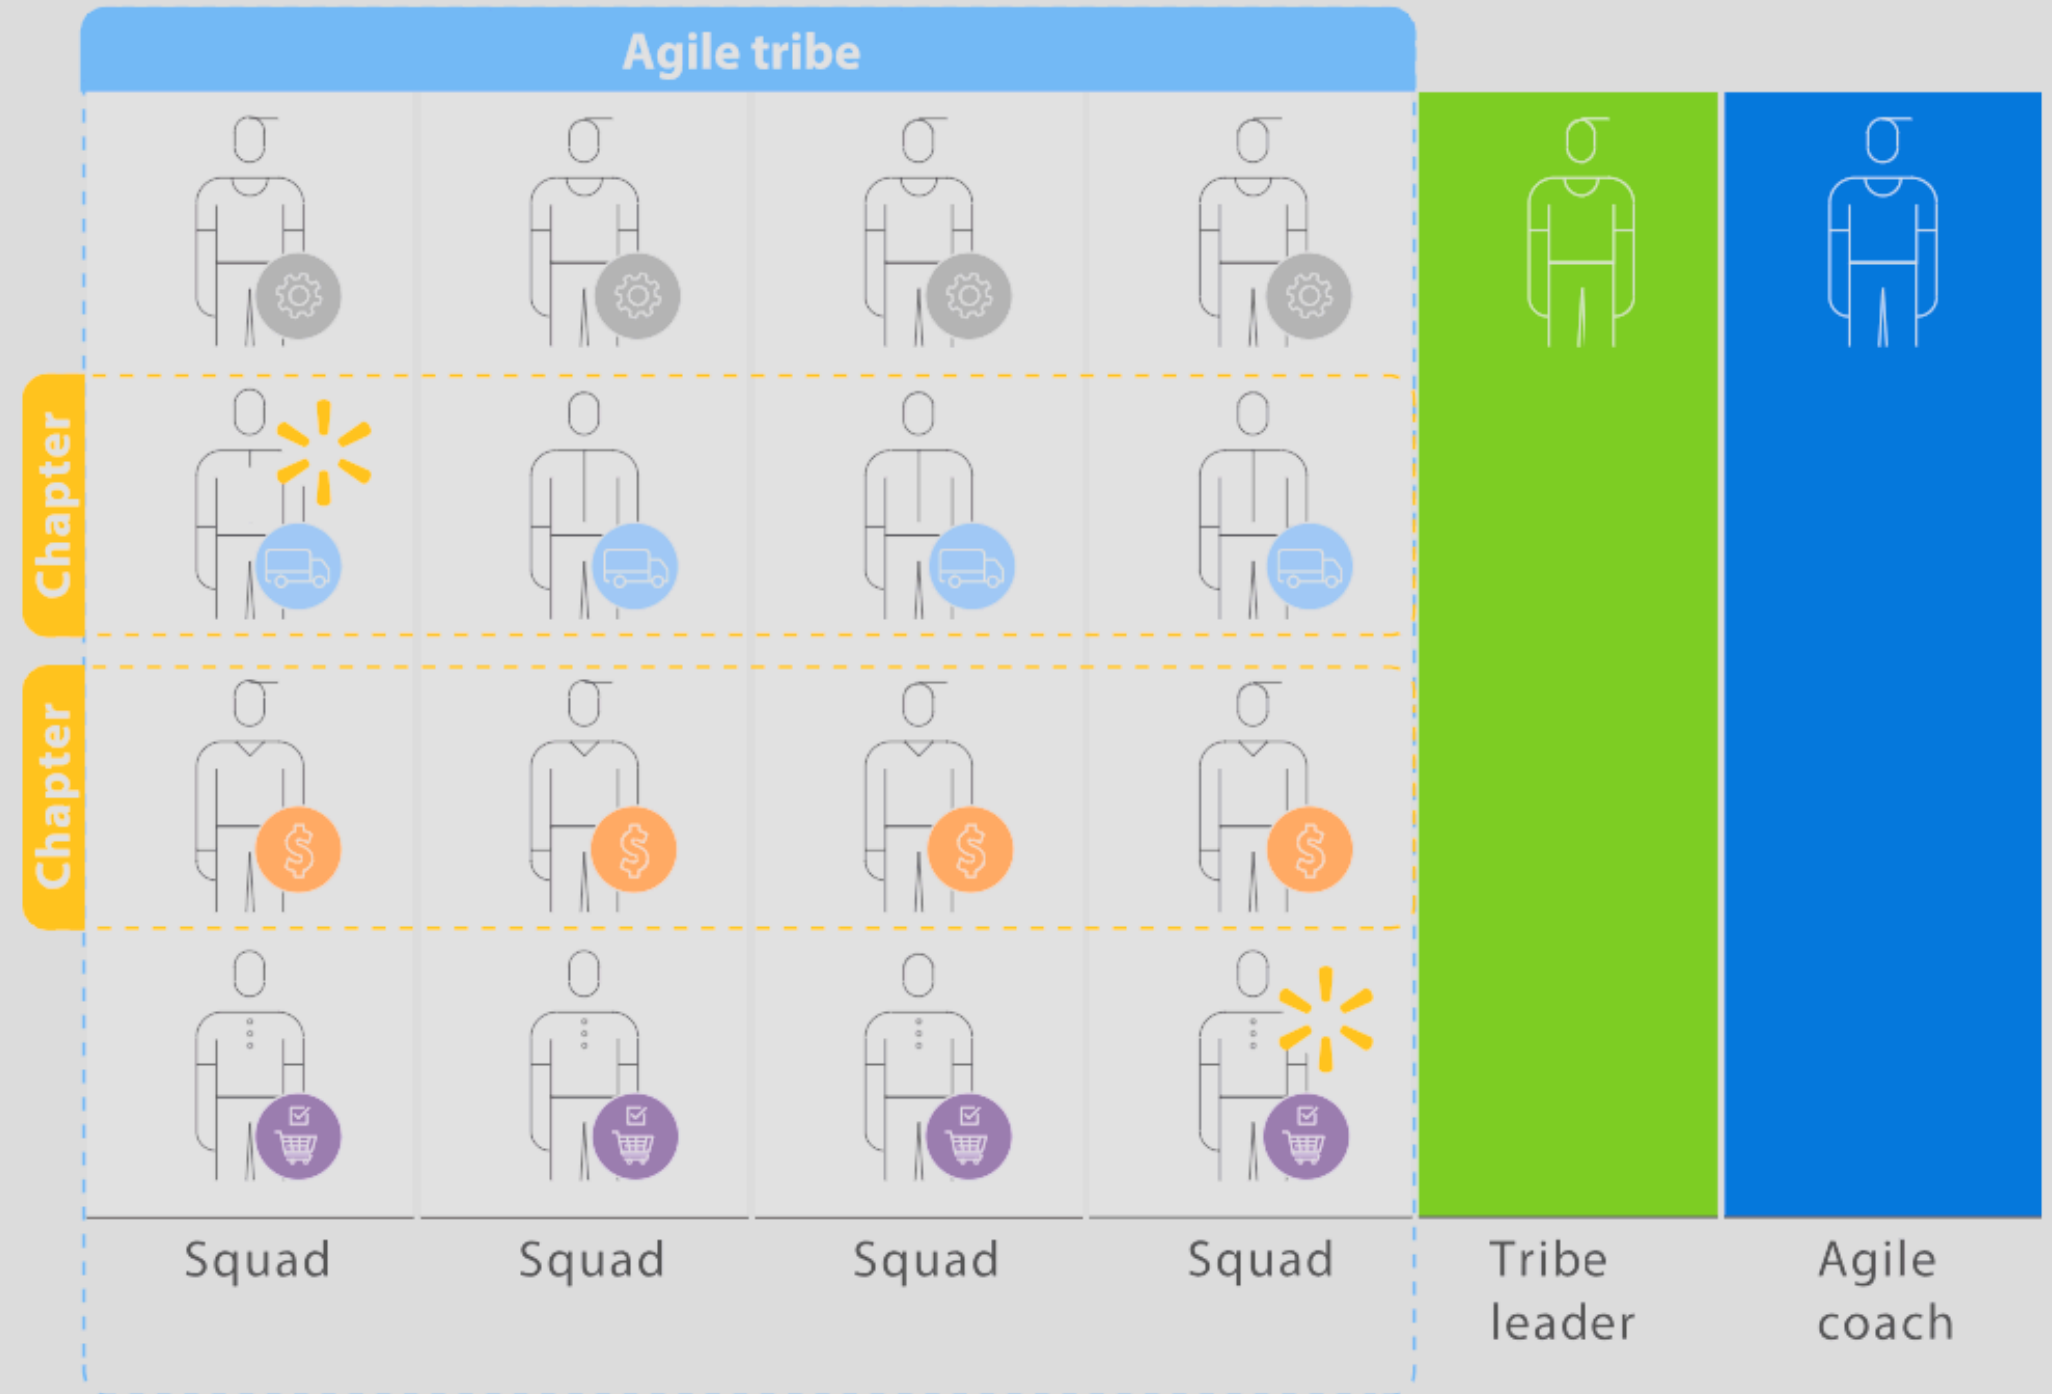 Agile tribe
Chapter
Chapter
Squad
Squad
Squad
Squad
Tribe
leader
Agile
coach